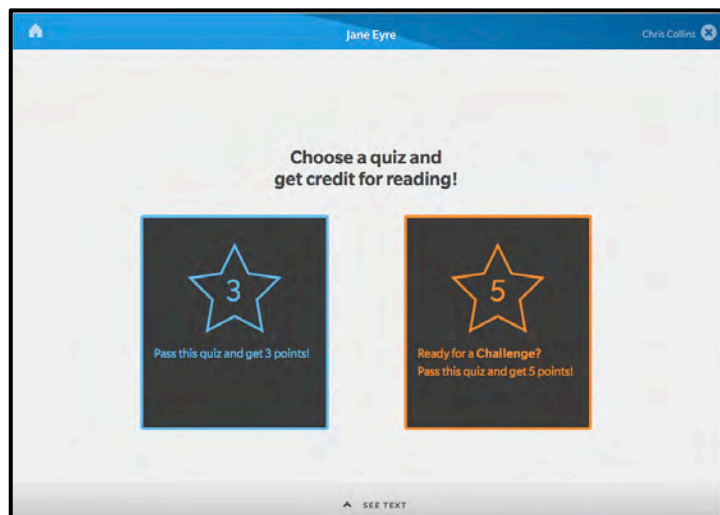 Jane Eyre
Chris Collins
Choose a quiz and
get credit for reading!
3
Pass this quiz and get 3 points!
5
Ready for a Challenge?
Pass this quiz and get 5 points!
SEE TEXT